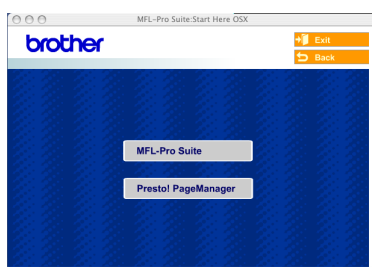 MFL-Pro Suite:Start Here OSX
brother
Exit
Back
MFL-Pro Suite
Presto! PageManager